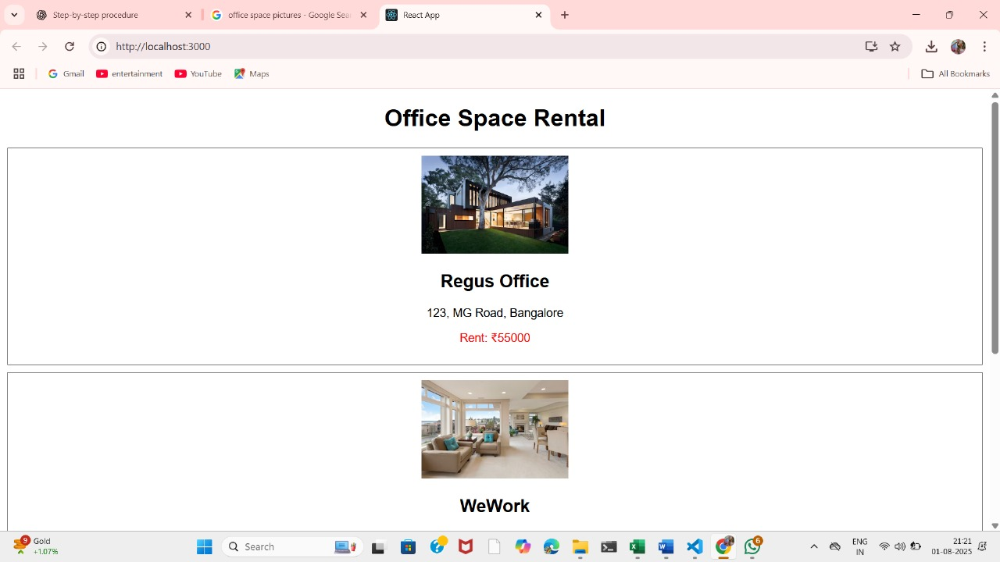 Step-by-step procedure
office space pictures - Google Sea
React App
http://localhost:3000
Gmail
entertainment
YouTube
Maps
All Bookmarks
Office Space Rental
Regus Office
123, MG Road, Bangalore
Rent: ₹55000
WeWork
9
Gold
+1.07%
Search
6
ENG
IN
13:21
01-08-2025